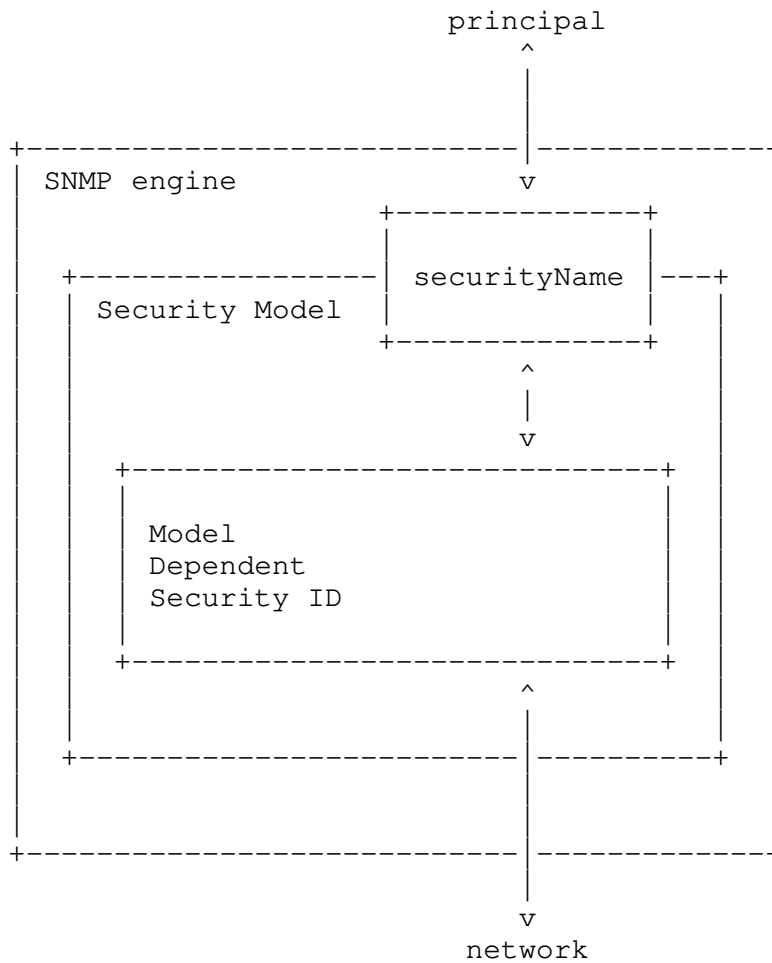 principal
SNMP engine
securityName
Security Model
Model
Dependent
Security ID
network